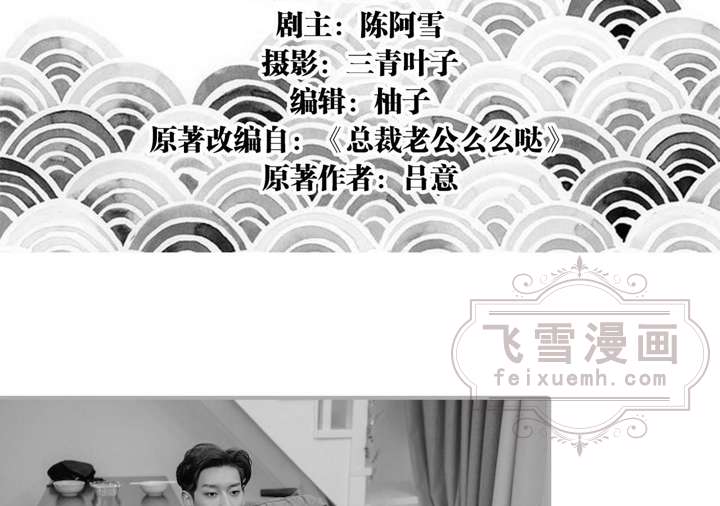 剧主：陈阿雪
摄影：三青叶子
编辑：柚子
原著改编自：《总裁老公么么哒》
原著作者：吕意
飞雪漫画
feixuemh.com